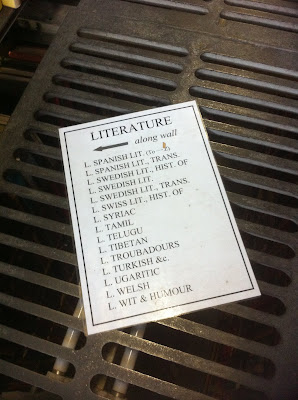 LITERATURE
along wall
L. SPANISH LIT. (To
L. SPANISH LIT., TRANS.
L. SWEDISH LIT., HIST. OF
L. SWEDISH LIT.
L. SWEDISH LIT., TRANS.
L. SWISS LIT., HIST. OF
L. SYRIAC
L. TAMIL
L. TELUGU
L. TIBETAN
L. TROUBADOURS
L. TURKISH &c.
L. UGARITIC
L. WELSH
L. WIT & HUMOUR